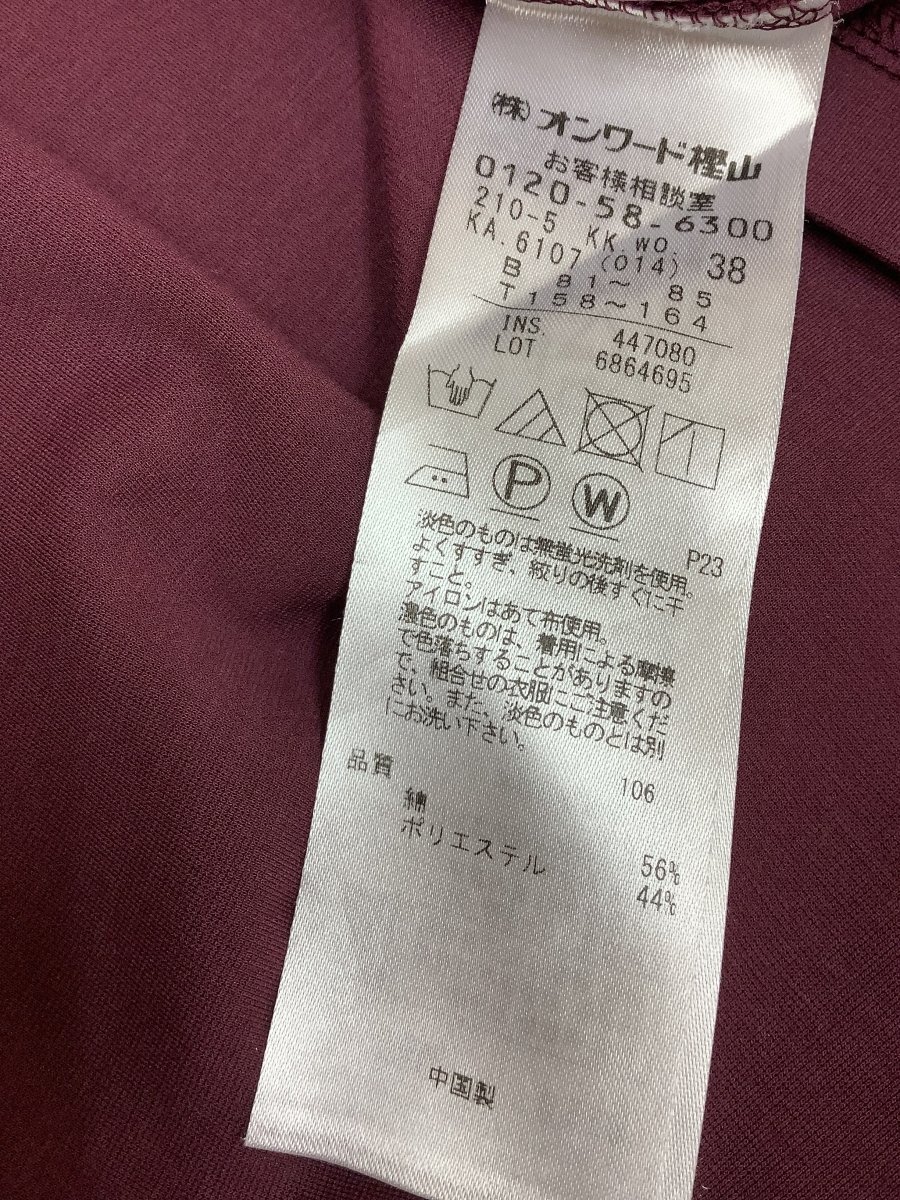 ㈱オンワード樫山
お客様相談室
0120-58-6300
210-5 KK.WO.
KA.6107(014) 38
B 81～ 85
T 158～164
INS. 447080
LOT 6864695
P W
P23
淡色のものは無蛍光洗剤を使用。
よくすすぎ、絞りの後すぐに干
すこと。
アイロンはあて布使用。
濃色のものは、着用による摩擦
で色落ちすることがありますの
で、組合せの衣服にご注意くだ
さい。また、淡色のものとは別
にお洗い下さい。
106
品質
綿 56%
ポリエステル 44%
中国製